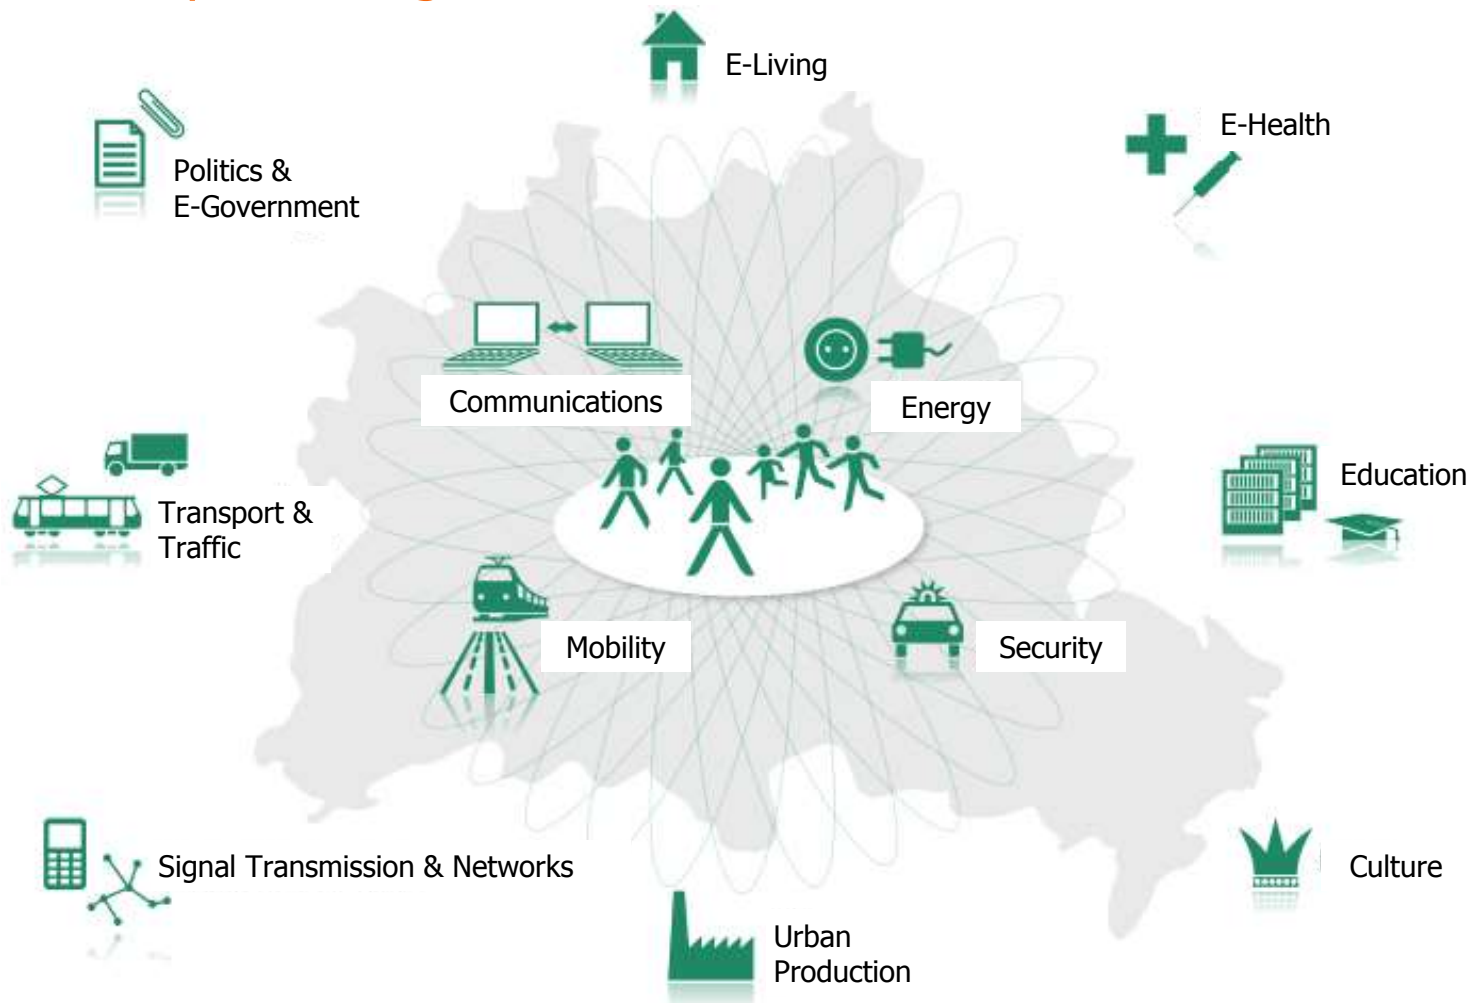 E-Living
E-Health
Politics &
E-Government
Communications
Energy
Education
Transport &
Traffic
Mobility
Security
Signal Transmission & Networks
Culture
Urban
Production